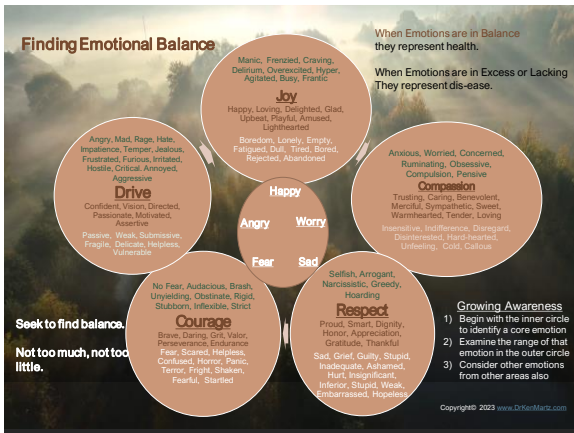 Finding Emotional Balance
When Emotions are in Balance
they represent health.
When Emotions are in Excess or Lacking
They represent dis-ease.
Manic, Frenzied, Craving,
Delirium, Overexcited, Hyper,
Agitated, Busy, Frantic
Joy
Happy, Loving, Delighted, Glad,
Upbeat, Playful, Amused,
Lighthearted
Boredom, Lonely, Empty,
Fatigued, Dull, Tired, Bored,
Rejected, Abandoned
Angry, Mad, Rage, Hate,
Impatience, Temper, Jealous,
Frustrated, Furious, Irritated,
Hostile, Critical. Annoyed,
Aggressive
Drive
Confident, Vision, Directed,
Passionate, Motivated,
Assertive
Passive, Weak, Submissive,
Fragile, Delicate, Helpless,
Vulnerable
Anxious, Worried, Concerned,
Ruminating, Obsessive,
Compulsion, Pensive
Compassion
Trusting, Caring, Benevolent,
Merciful, Sympathetic, Sweet,
Warmhearted, Tender, Loving
Insensitive, Indifference, Disregard,
Disinterested, Hard-hearted,
Unfeeling, Cold, Callous
Happy
Angry
Worry
Fear
Sad
No Fear, Audacious, Brash,
Unyielding, Obstinate, Rigid,
Stubborn, Inflexible, Strict
Courage
Brave, Daring, Grit, Valor,
Perseverance, Endurance
Fear, Scared, Helpless,
Confused, Horror, Panic,
Terror, Fright, Shaken,
Fearful, Startled
Selfish, Arrogant,
Narcissistic, Greedy,
Hoarding
Respect
Proud, Smart, Dignity,
Honor, Appreciation,
Gratitude, Thankful
Sad, Grief, Guilty, Stupid,
Inadequate, Ashamed,
Hurt, Insignificant,
Inferior, Stupid, Weak,
Embarrassed, Hopeless
Seek to find balance.
Not too much, not too
little.
Growing Awareness
1) Begin with the inner circle
to identify a core emotion
2) Examine the range of that
emotion in the outer circle
3) Consider other emotions
from other areas also
Copyright© 2023 www.DrKenMartz.com